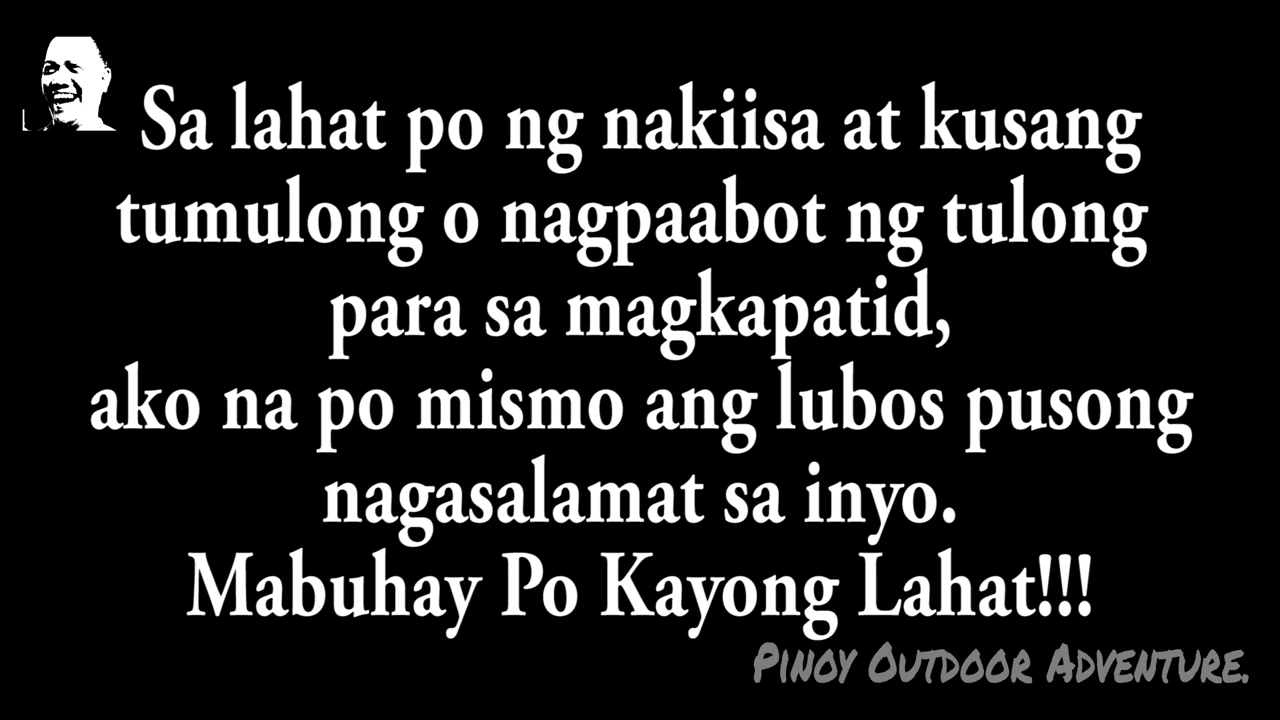 Sa lahat po ng nakiisa at kusang
tumulong o nagpaabot ng tulong
para sa magkapatid,
ako na po mismo ang lubos pusong
nagasalamat sa inyo.
Mabuhay Po Kayong Lahat!!!
Pinoy Outdoor Adventure.